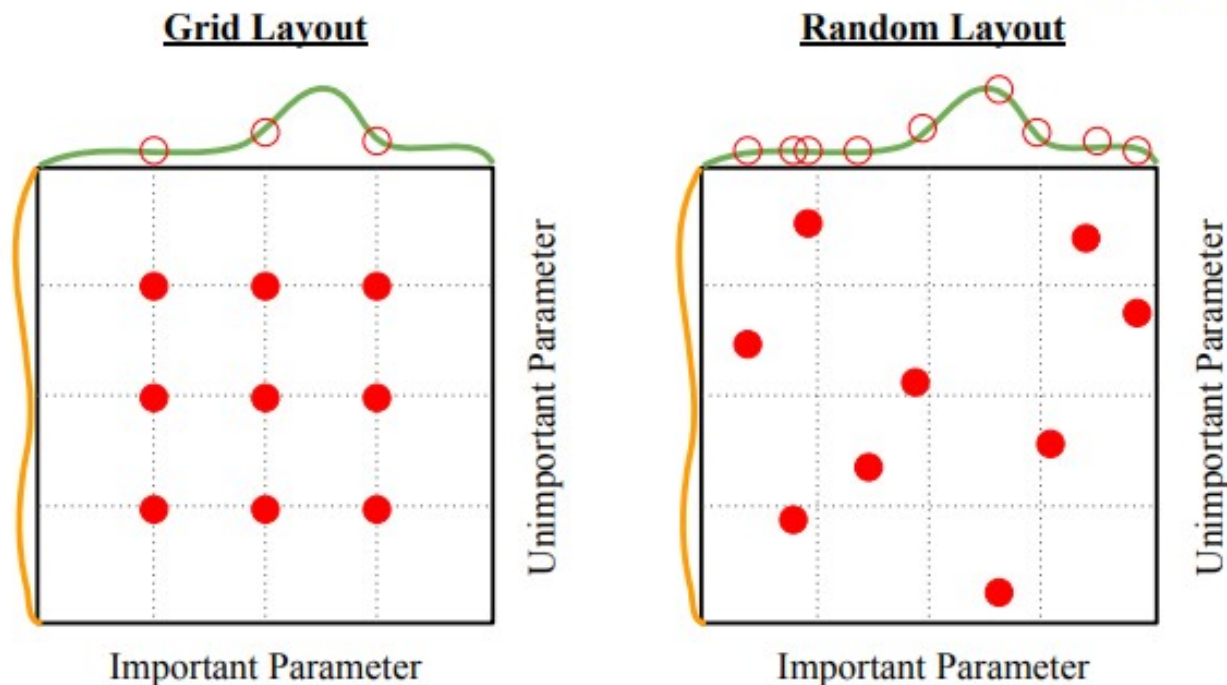 Grid Layout
Random Layout
Unimportant Parameter
Unimportant Parameter
Important Parameter
Important Parameter